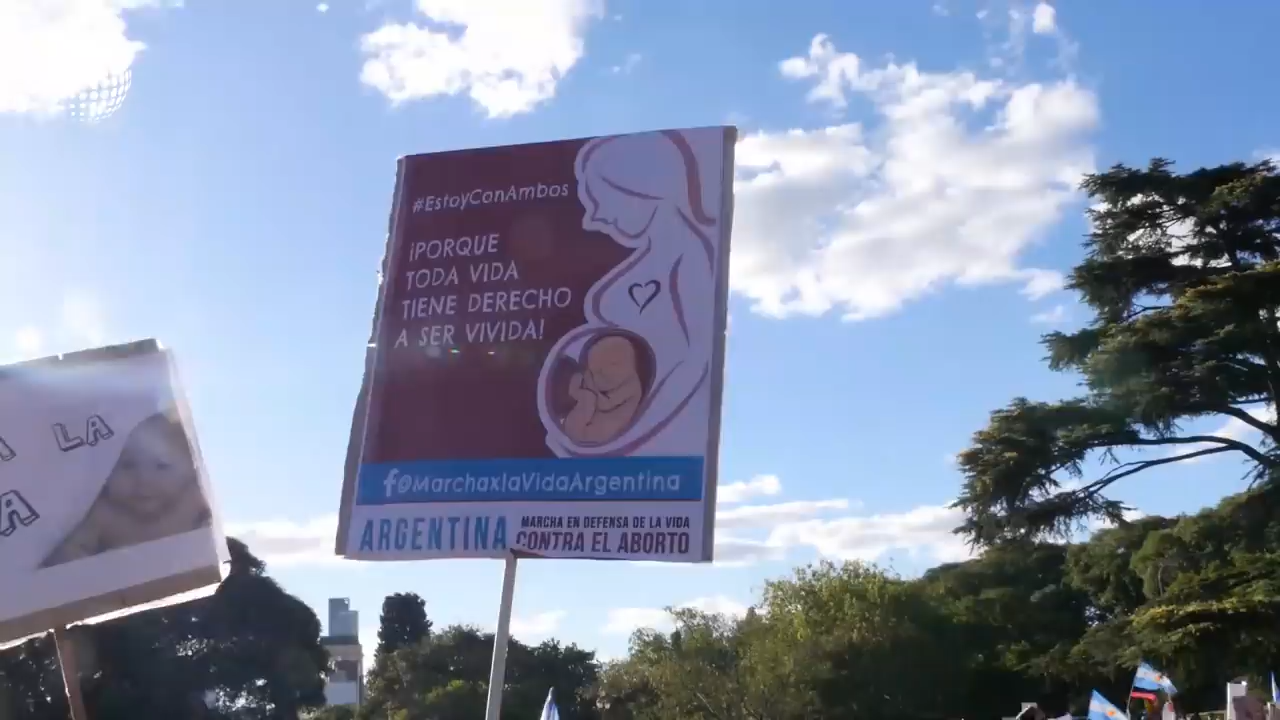 #EstoyConAmbos
¡PORQUE
TODA VIDA
TIENE DERECHO
A SER VIVIDA!
f@MarchaxlaVidaArgentina
ARGENTINA
MARCHA EN DEFENSA DE LA VIDA
CONTRA EL ABORTO
LA